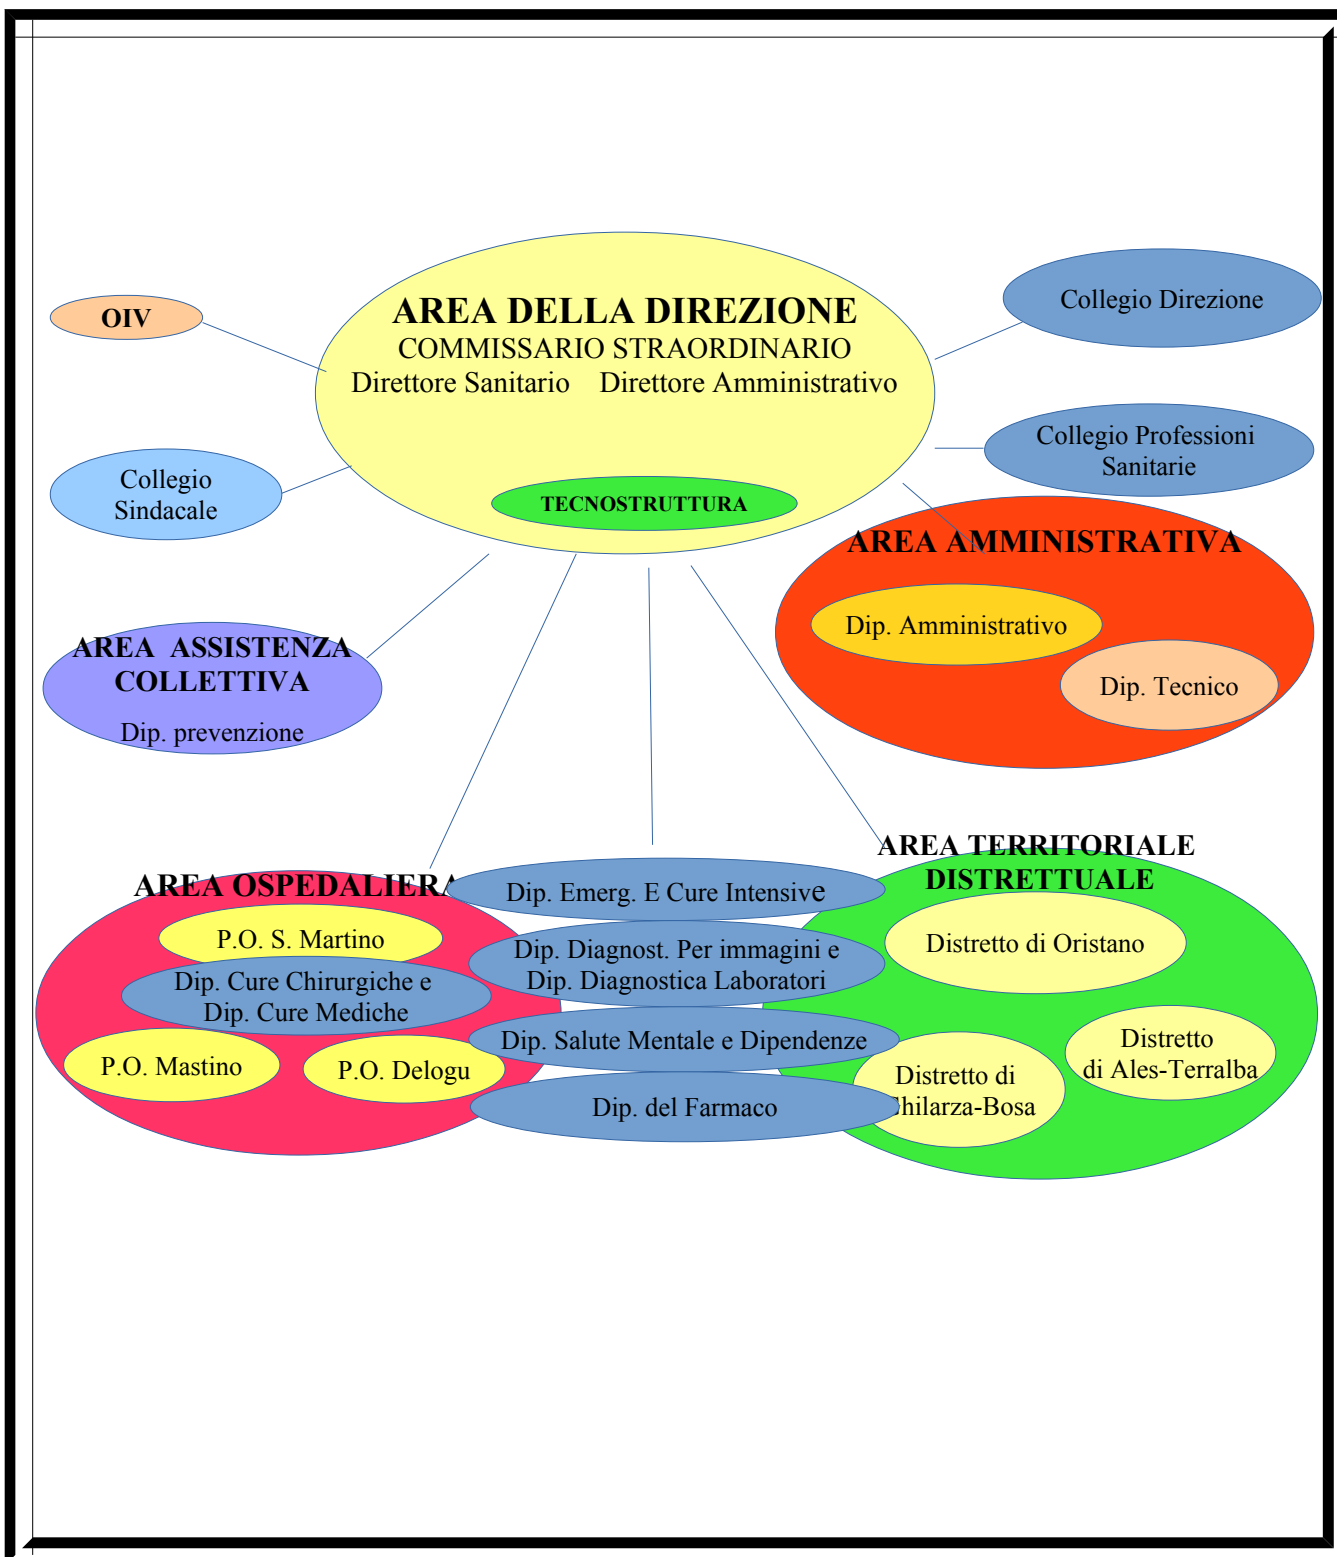 AREA DELLA DIREZIONE
COMMISSARIO STRAORDINARIO
Direttore Sanitario Direttore Amministrativo
TECNOSTRUTTURA
OIV
Collegio
Sindacale
Collegio Direzione
Collegio Professioni
Sanitarie
AREA AMMINISTRATIVA
Dip. Amministrativo
Dip. Tecnico
AREA ASSISTENZA
COLLETTIVA
Dip. prevenzione
AREA OSPEDALIERA
P.O. S. Martino
Dip. Cure Chirurgiche e
Dip. Cure Mediche
P.O. Mastino
P.O. Delogu
Dip. Emerg. E Cure Intensive
Dip. Diagnost. Per immagini e
Dip. Diagnostica Laboratori
Dip. Salute Mentale e Dipendenze
Dip. del Farmaco
AREA TERRITORIALE
DISTRETTUALE
Distretto di Oristano
Distretto
di Ales-Terralba
Distretto di
hilarza-Bosa